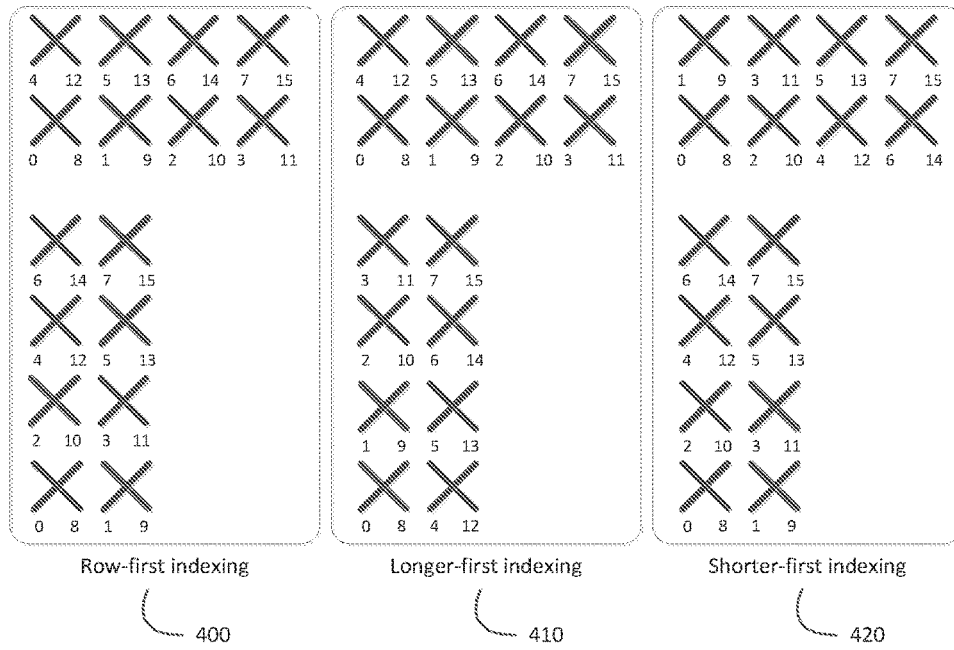 4 12 5 13 6 14 7 15
0 8 1 9 2 10 3 11
6 14 7 15
4 12 5 13
2 10 3 11
0 8 1 9
Row-first indexing
400
4 12 5 13 6 14 7 15
0 8 1 9 2 10 3 11
3 11 7 15
2 10 6 14
1 9 5 13
0 8 4 12
Longer-first indexing
410
1 9 3 11 5 13 7 15
0 8 2 10 4 12 6 14
6 14 7 15
4 12 5 13
2 10 3 11
0 8 1 9
Shorter-first indexing
420